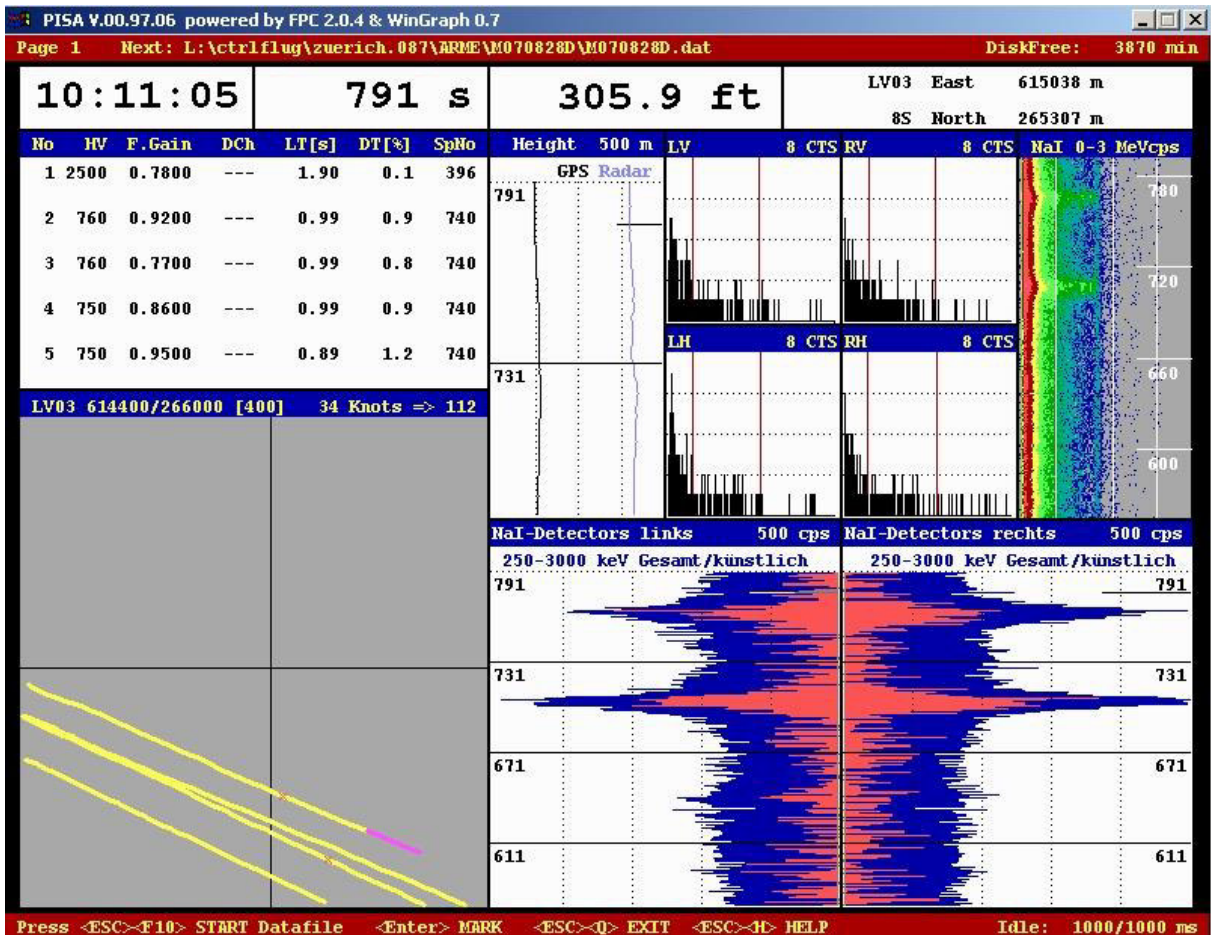 PISA V.00.97.06 powered by FPC 2.0.4 & WinGraph 0.7
Page 1 Next: L:\ctrlflug\zuerich.087\ARME\M070828D\M070828D.dat DiskFree: 3870 min
10:11:05 791 s 305.9 ft
LV03 East 615038 m
8S North 265307 m
No HV F.Gain DCh LT[s] DT[%] SpNo
1 2500 0.7800 --- 1.90 0.1 396
2 760 0.9200 --- 0.99 0.9 740
3 760 0.7700 --- 0.99 0.8 740
4 750 0.8600 --- 0.99 0.9 740
5 750 0.9500 --- 0.89 1.2 740
LV03 614400/266000 [400] 34 Knots => 112
Height 500 m
GPS Radar
791
731
LV 8 CTS
RV 8 CTS
LH 8 CTS
RH 8 CTS
NaI 0-3 MeVcps
780
720
660
600
NaI-Detectors links 500 cps
250-3000 keV Gesamt/künstlich
791
731
671
611
NaI-Detectors rechts 500 cps
250-3000 keV Gesamt/künstlich
791
731
671
611
Press <ESC><F10> START Datafile <Enter> MARK <ESC><Q> EXIT <ESC><H> HELP Idle: 1000/1000 ms